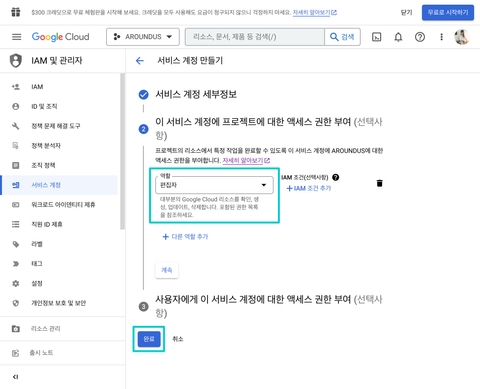 $300 크레딧으로 무료 체험판을 시작해 보세요. 크레딧을 모두 사용해도 요금이 청구되지 않으니 걱정하지 마세요. 자세히 알아보기
닫기
무료로 시작하기
Google Cloud
AROUNDUS
리소스, 문서, 제품 등 검색(/)
검색
IAM 및 관리자
서비스 계정 만들기
IAM
ID 및 조직
정책 문제 해결 도구
정책 분석자
조직 정책
서비스 계정
워크로드 아이덴티티 제휴
직원 ID 제휴
라벨
태그
설정
개인정보 보호 및 보안
리소스 관리
출시 노트
서비스 계정 세부정보
2
이 서비스 계정에 프로젝트에 대한 액세스 권한 부여 (선택사
항)
프로젝트의 리소스에서 특정 작업을 완료할 수 있도록 이 서비스 계정에 AROUNDUS에 대한
액세스 권한을 부여합니다. 자세히 알아보기
역할
편집자
IAM 조건(선택사항)
+ IAM 조건 추가
대부분의 Google Cloud 리소스를 확인, 생
성, 업데이트, 삭제합니다. 포함된 권한 목록
을 참조하세요.
+ 다른 역할 추가
계속
3
사용자에게 이 서비스 계정에 대한 액세스 권한 부여 (선택사
항)
완료
취소